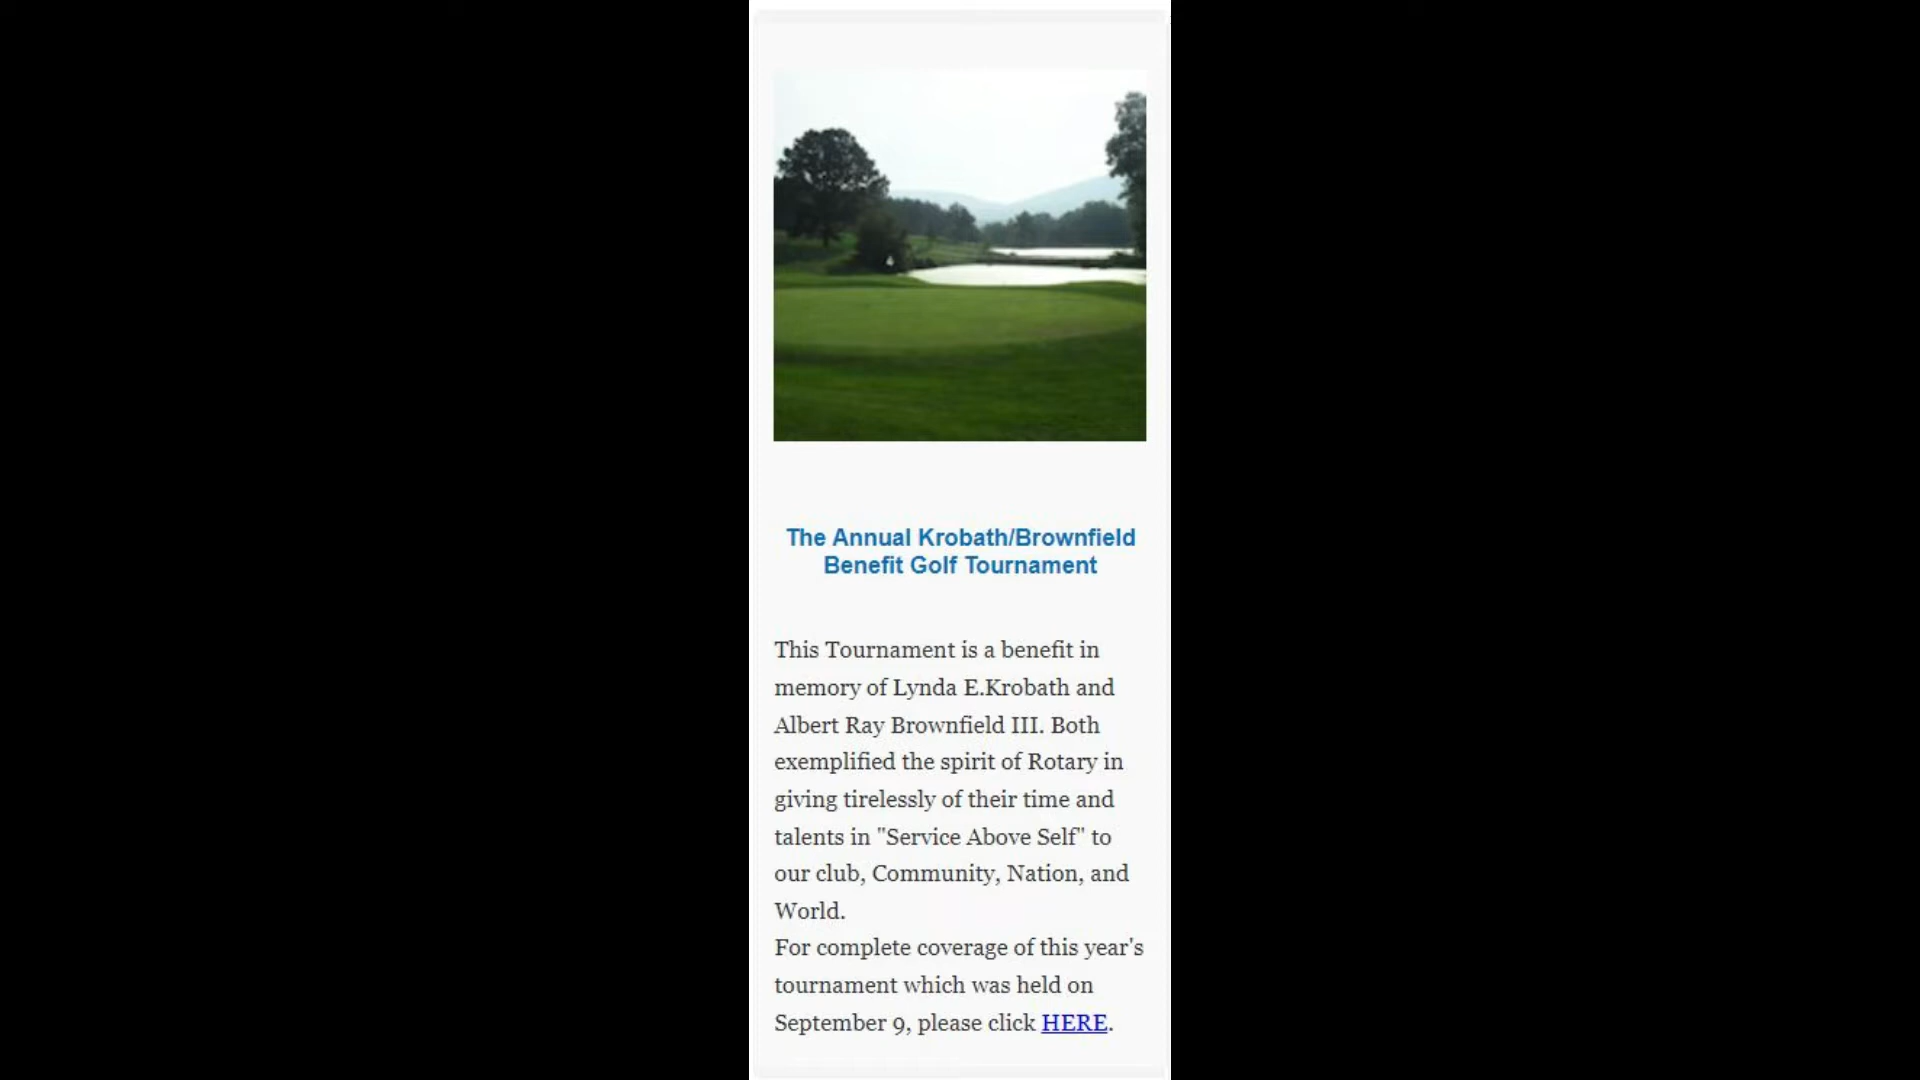 The Annual Krobath/Brownfield
Benefit Golf Tournament
This Tournament is a benefit in
memory of Lynda E.Krobath and
Albert Ray Brownfield III. Both
exemplified the spirit of Rotary in
giving tirelessly of their time and
talents in "Service Above Self" to
our club, Community, Nation, and
World.
For complete coverage of this year's
tournament which was held on
September 9, please click HERE.